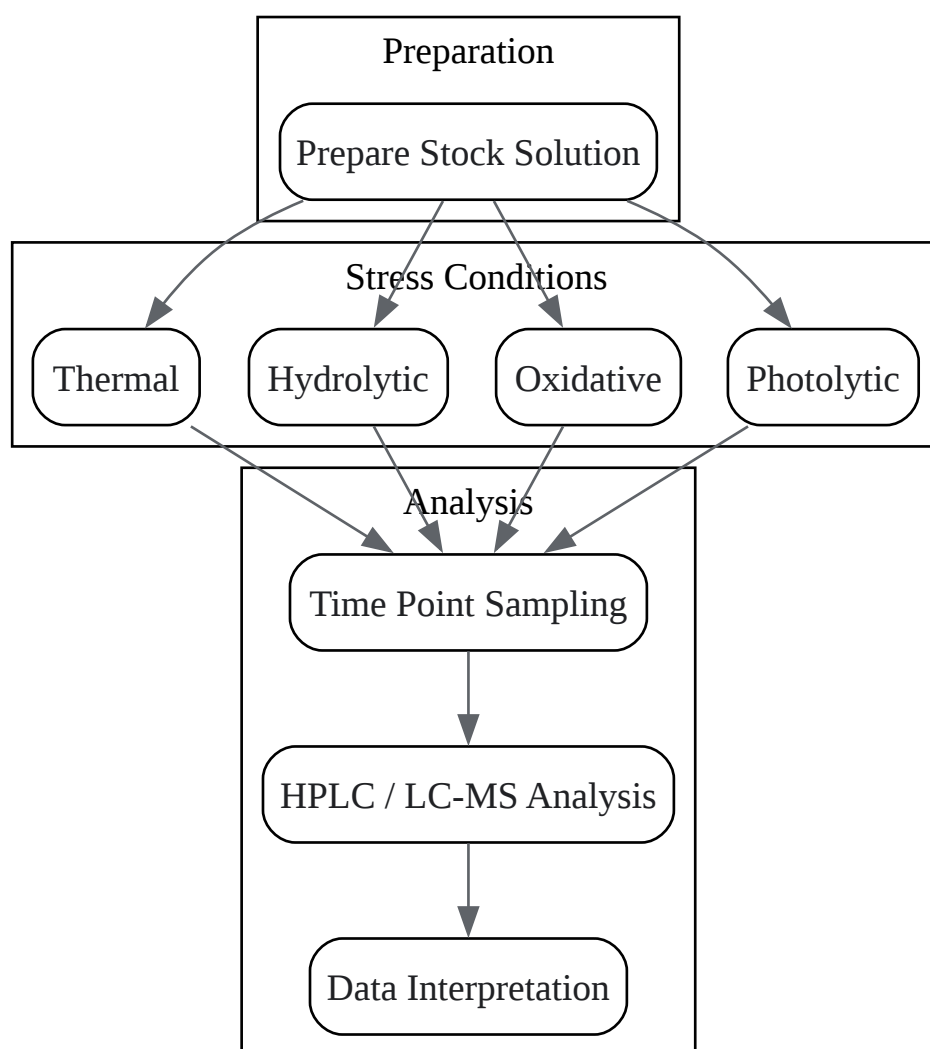 Preparation
Prepare Stock Solution
Stress Conditions
Thermal
Hydrolytic
Oxidative
Photolytic
Analysis
Time Point Sampling
HPLC / LC-MS Analysis
Data Interpretation